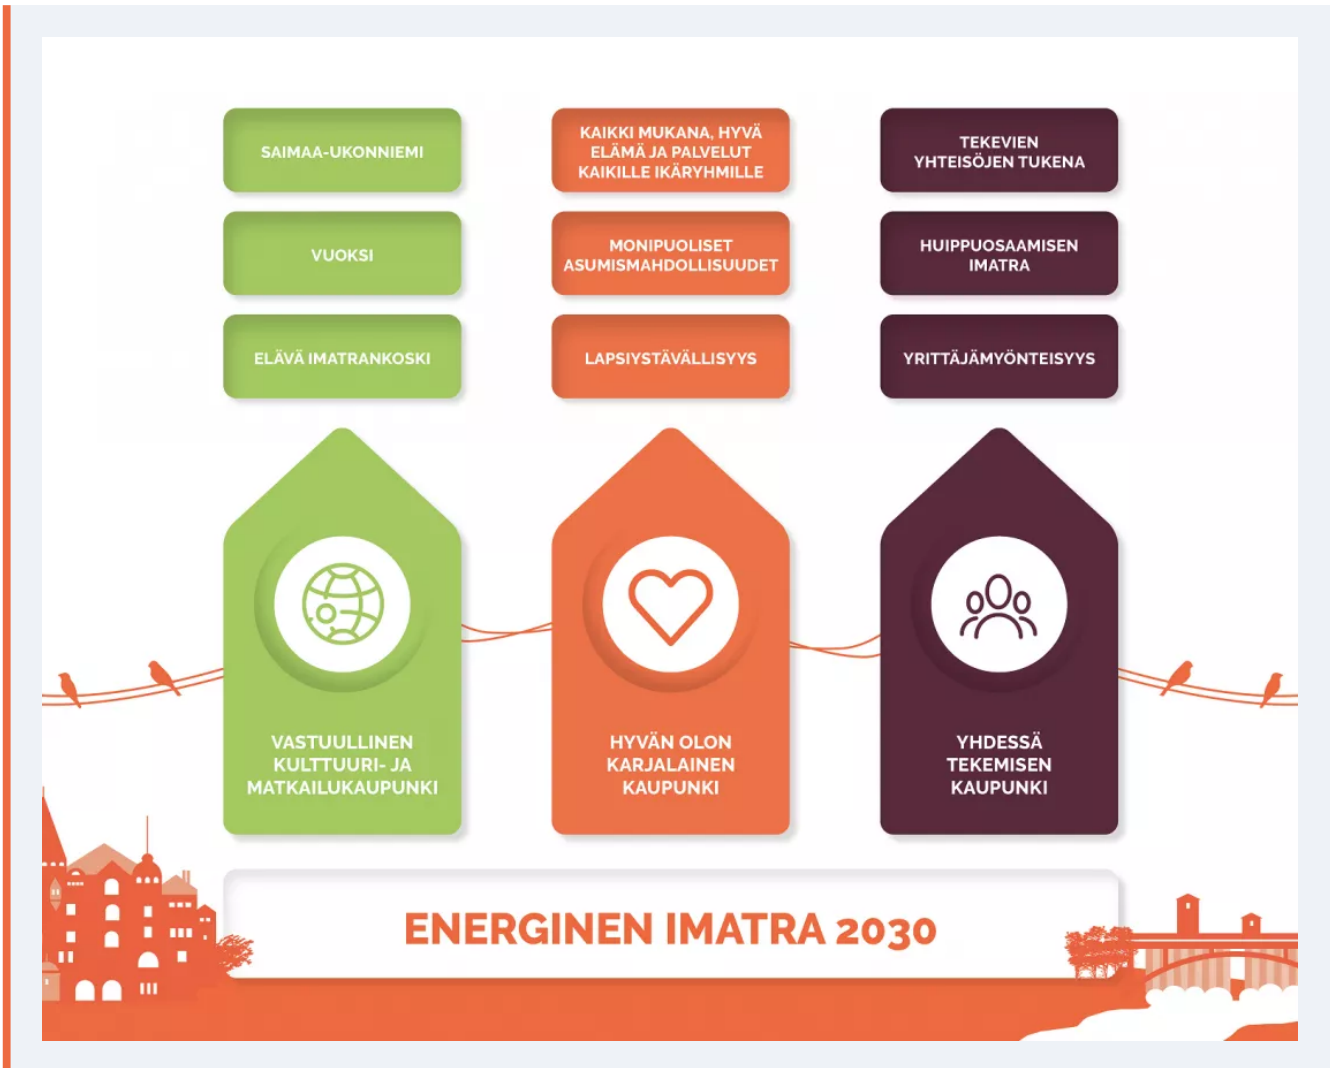 SAIMAA-UKONNIEMI
VUOKSI
ELÄVÄ IMATRANKOSKI
VASTUULLINEN
KULTTUURI- JA
MATKAILUKAUPUNKI
KAIKKI MUKANA, HYVÄ
ELÄMÄ JA PALVELUT
KAIKILLE IKÄRYHMILLE
MONIPUOLISET
ASUMISMAHDOLLISUUDET
LAPSIYSTÄVÄLLISYYS
HYVÄN OLON
KARJALAINEN
KAUPUNKI
TEKEVIEN
YHTEISÖJEN TUKENA
HUIPPUOSAAMISEN
IMATRA
YRITTÄJÄMYÖNTEISYYS
YHDESSÄ
TEKEMISEN
KAUPUNKI
ENERGINEN IMATRA 2030